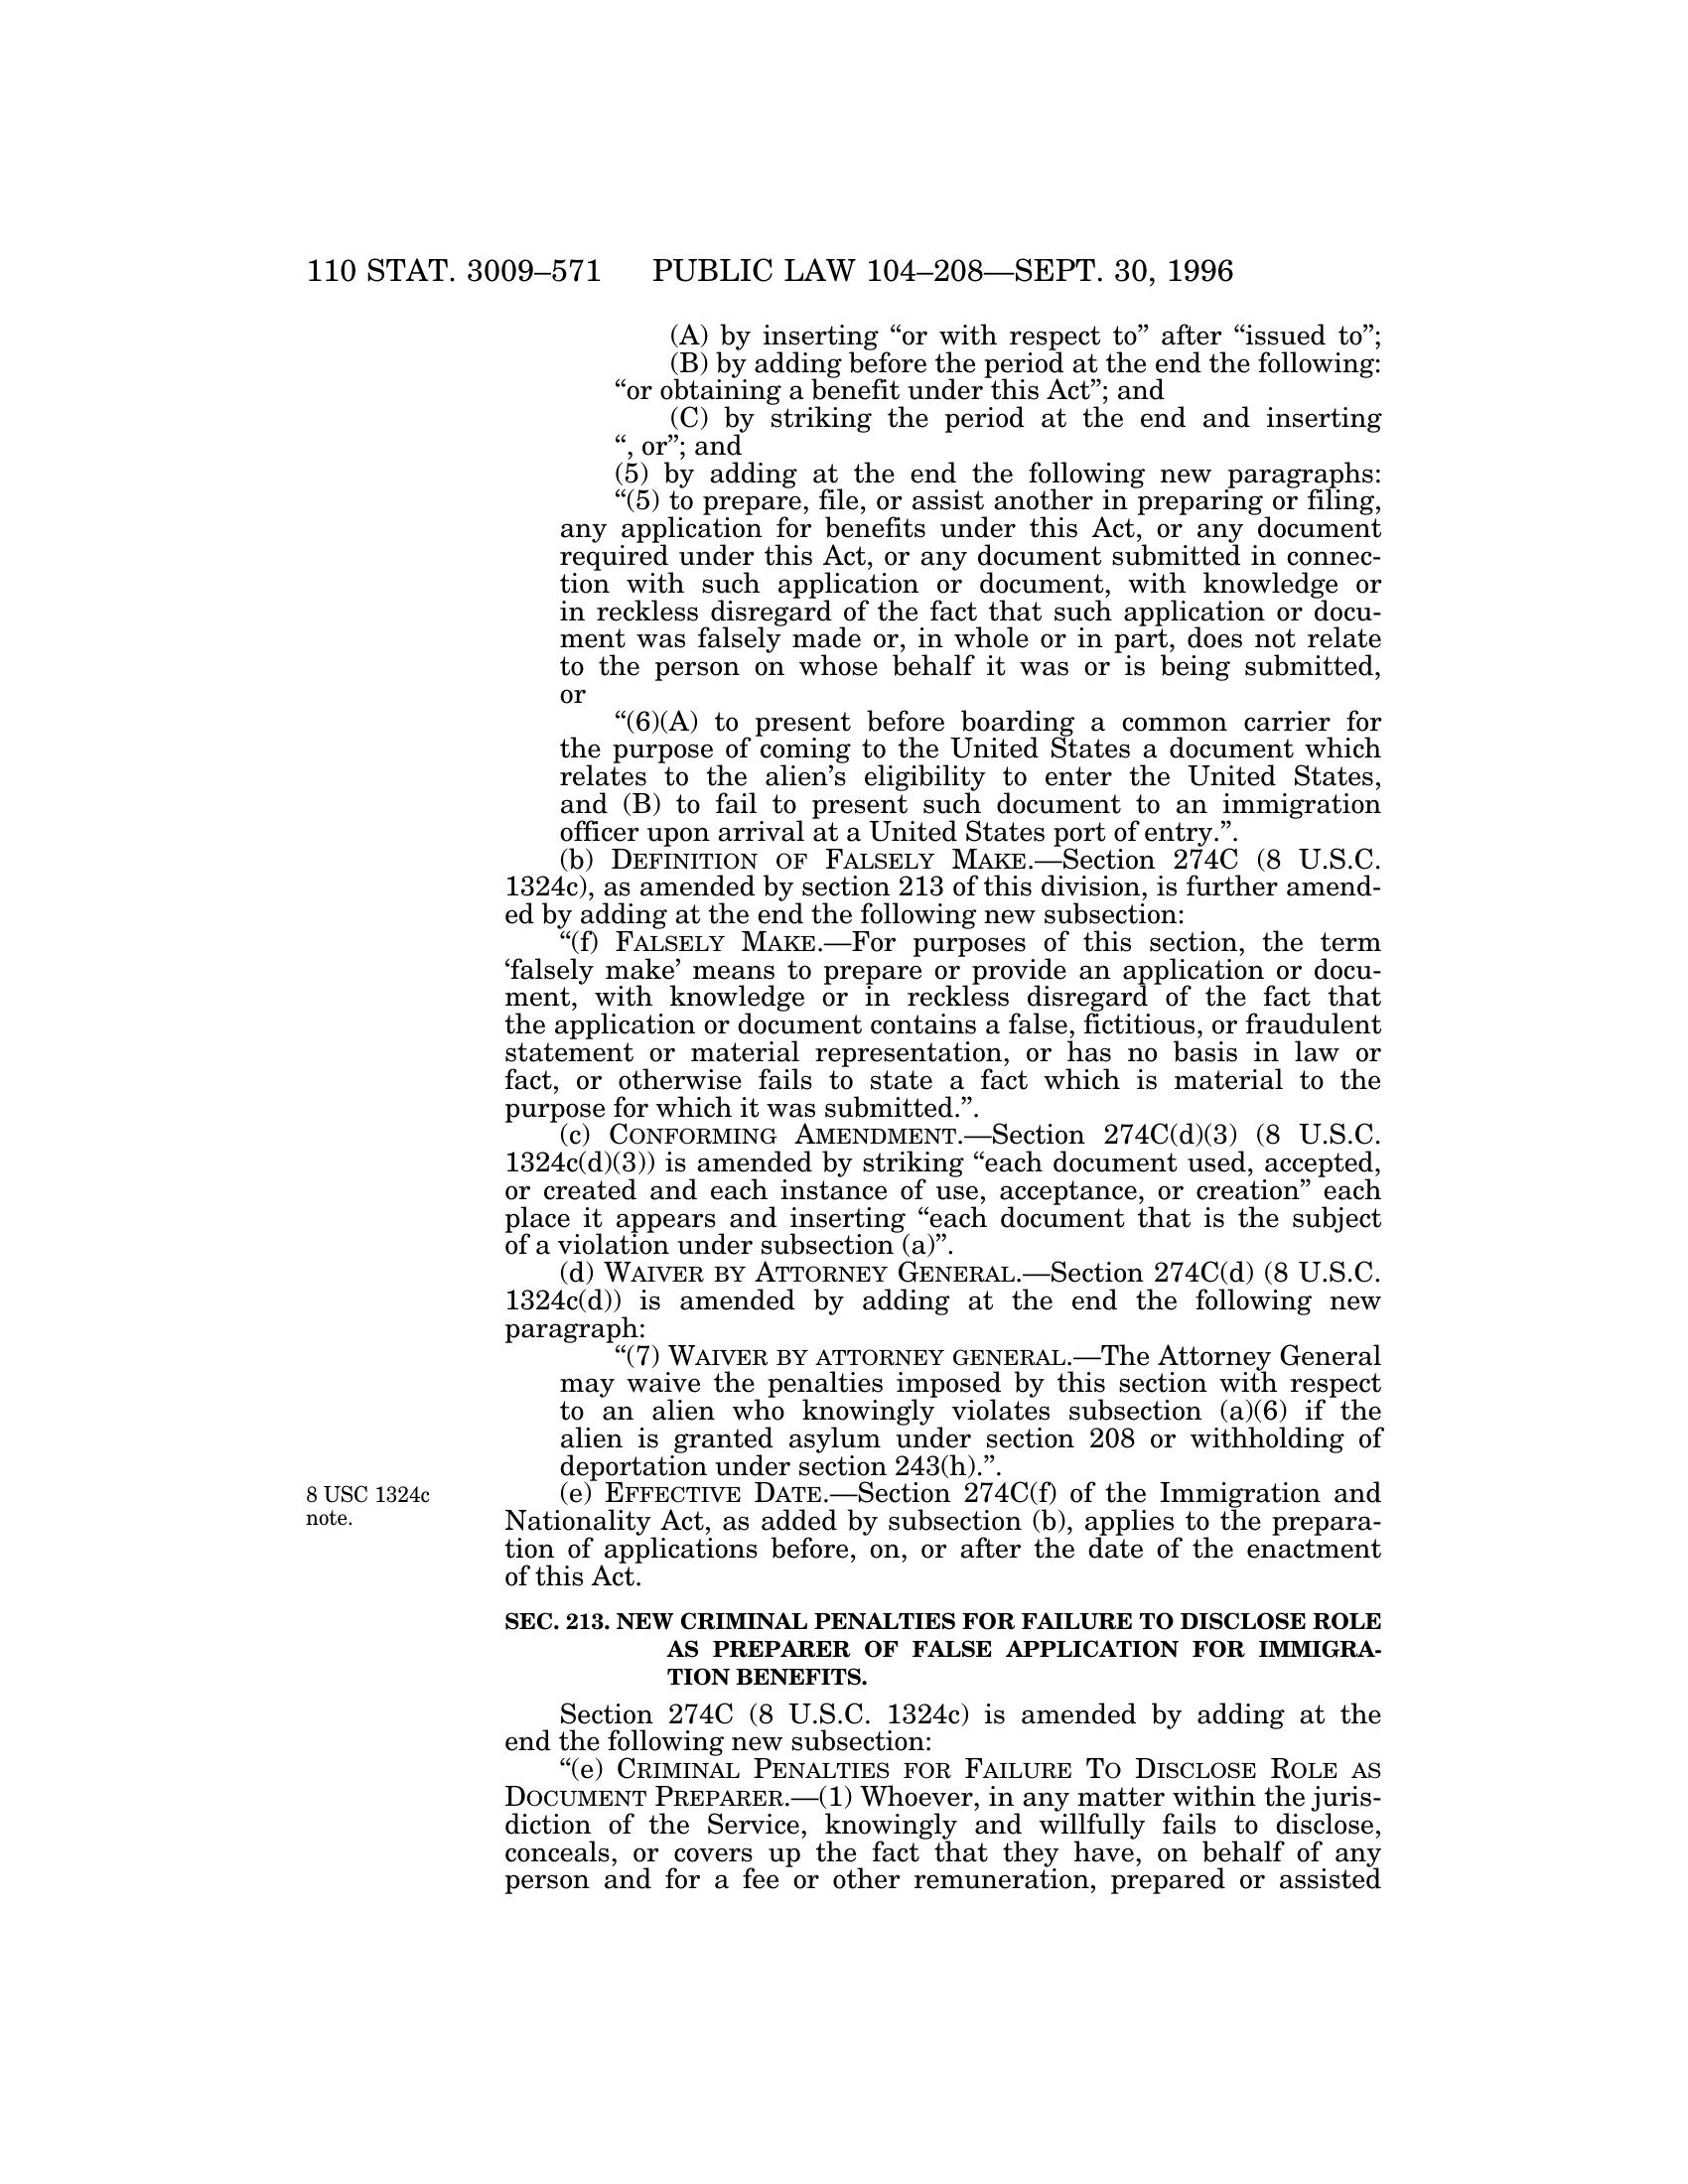 110 STAT. 3009–571 PUBLIC LAW 104–208—SEPT. 30, 1996
(A) by inserting “or with respect to” after “issued to”;
(B) by adding before the period at the end the following:
“or obtaining a benefit under this Act”; and
(C) by striking the period at the end and inserting
“, or”; and
(5) by adding at the end the following new paragraphs:
“(5) to prepare, file, or assist another in preparing or filing,
any application for benefits under this Act, or any document
required under this Act, or any document submitted in connec-
tion with such application or document, with knowledge or
in reckless disregard of the fact that such application or docu-
ment was falsely made or, in whole or in part, does not relate
to the person on whose behalf it was or is being submitted,
or
“(6)(A) to present before boarding a common carrier for
the purpose of coming to the United States a document which
relates to the alien’s eligibility to enter the United States,
and (B) to fail to present such document to an immigration
officer upon arrival at a United States port of entry.”.
(b) DEFINITION OF FALSELY MAKE.—Section 274C (8 U.S.C.
1324c), as amended by section 213 of this division, is further amend-
ed by adding at the end the following new subsection:
“(f) FALSELY MAKE.—For purposes of this section, the term
‘falsely make’ means to prepare or provide an application or docu-
ment, with knowledge or in reckless disregard of the fact that
the application or document contains a false, fictitious, or fraudulent
statement or material representation, or has no basis in law or
fact, or otherwise fails to state a fact which is material to the
purpose for which it was submitted.”.
(c) CONFORMING AMENDMENT.—Section 274C(d)(3) (8 U.S.C.
1324c(d)(3)) is amended by striking “each document used, accepted,
or created and each instance of use, acceptance, or creation” each
place it appears and inserting “each document that is the subject
of a violation under subsection (a)”.
(d) WAIVER BY ATTORNEY GENERAL.—Section 274C(d) (8 U.S.C.
1324c(d)) is amended by adding at the end the following new
paragraph:
“(7) WAIVER BY ATTORNEY GENERAL.—The Attorney General
may waive the penalties imposed by this section with respect
to an alien who knowingly violates subsection (a)(6) if the
alien is granted asylum under section 208 or withholding of
deportation under section 243(h).”.
8 USC 1324c
note.
(e) EFFECTIVE DATE.—Section 274C(f) of the Immigration and
Nationality Act, as added by subsection (b), applies to the prepara-
tion of applications before, on, or after the date of the enactment
of this Act.
SEC. 213. NEW CRIMINAL PENALTIES FOR FAILURE TO DISCLOSE ROLE
AS PREPARER OF FALSE APPLICATION FOR IMMIGRA-
TION BENEFITS.
Section 274C (8 U.S.C. 1324c) is amended by adding at the
end the following new subsection:
“(e) CRIMINAL PENALTIES FOR FAILURE TO DISCLOSE ROLE AS
DOCUMENT PREPARER.—(1) Whoever, in any matter within the juris-
diction of the Service, knowingly and willfully fails to disclose,
conceals, or covers up the fact that they have, on behalf of any
person and for a fee or other remuneration, prepared or assisted